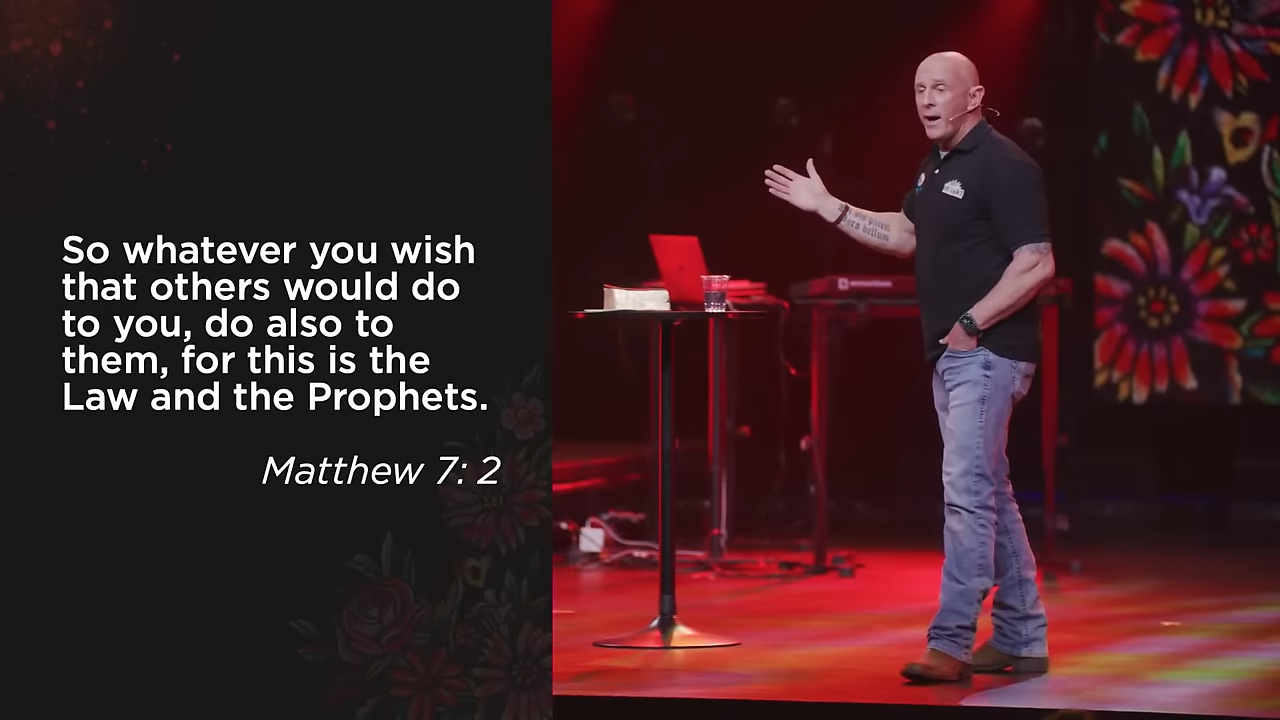 So whatever you wish
that others would do
to you, do also to
them, for this is the
Law and the Prophets.
Matthew 7: 2